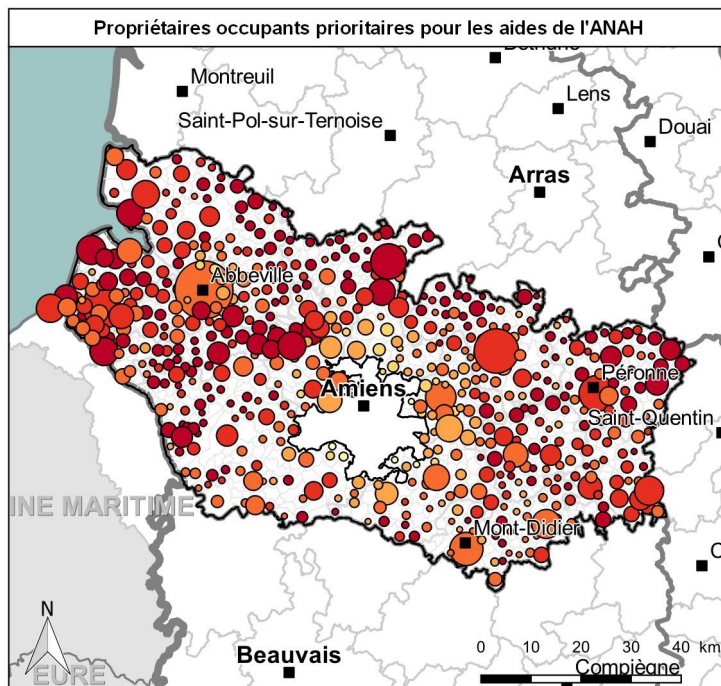 Propriétaires occupants prioritaires pour les aides de l'ANAH
Montreuil
Lens
Saint-Pol-sur-Ternoise
Douai
Arras
Abbeville
Amiens
Péronne
Saint-Quentin
INE MARITIME
Mont-Didier
N
0 10 20 30 40 km
Beauvais
Compiègne
EURE